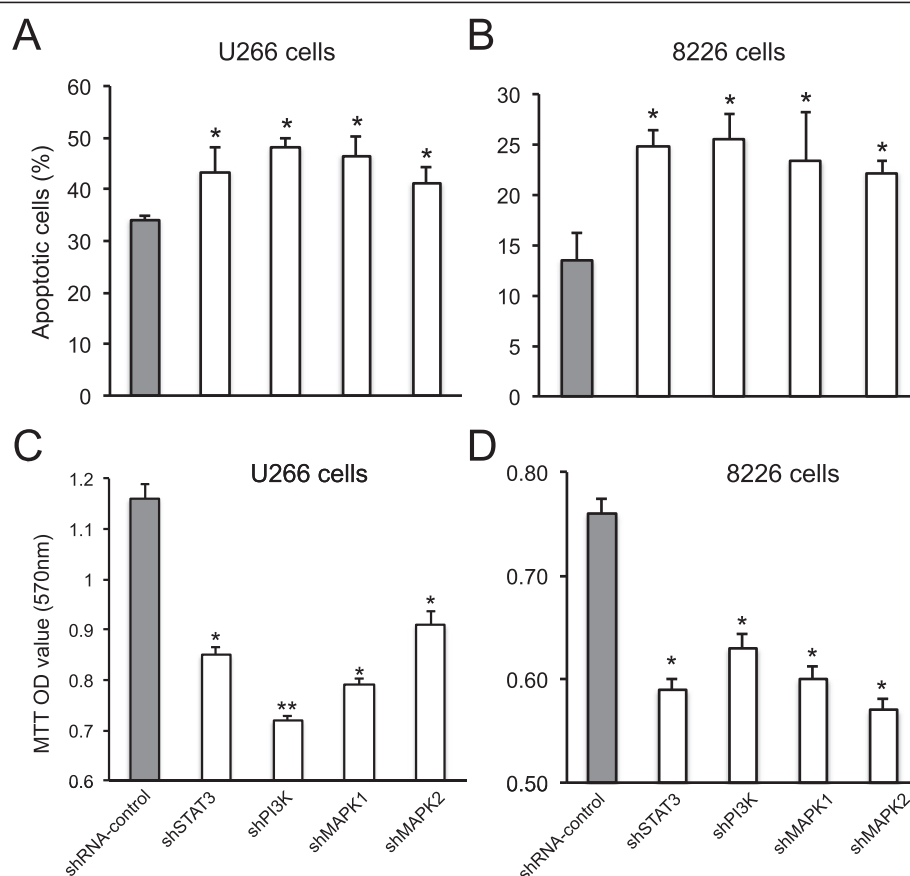 A
U266 cells
Apoptotic cells (%)
60
50
40
30
20
10
0
*
*
*
*
B
8226 cells
30
25
20
15
10
5
0
*
*
*
*
C
U266 cells
MTT OD value (570nm)
1.2
1.1
1
0.9
0.8
0.7
0.6
*
**
*
*
shRNA-control
shSTAT3
shPI3K
shMAPK1
shMAPK2
D
8226 cells
0.80
0.70
0.60
0.50
*
*
*
*
shRNA-control
shSTAT3
shPI3K
shMAPK1
shMAPK2